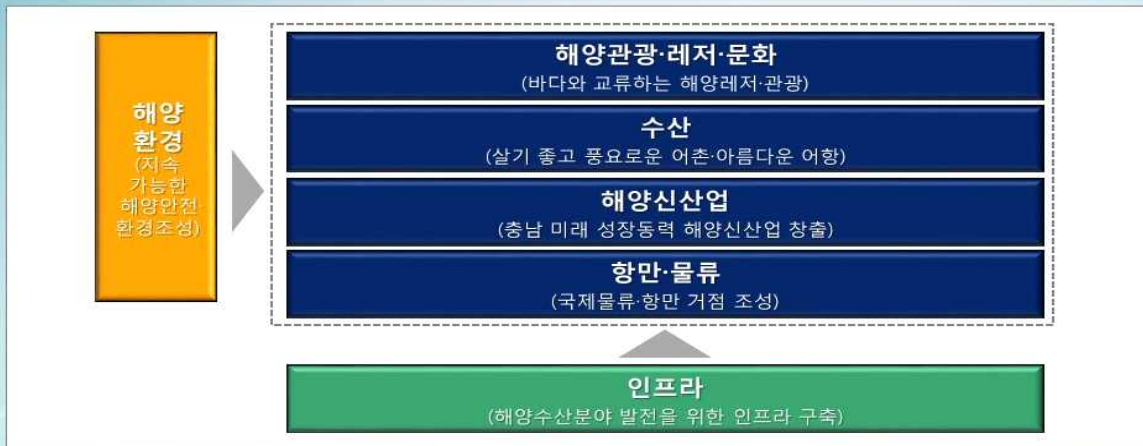 해양
환경
(지속
가능한
해양안전·
환경조성)
해양관광·레저·문화
(바다와 교류하는 해양레저·관광)
수산
(살기 좋고 풍요로운 어촌·아름다운 어항)
해양신산업
(충남 미래 성장동력 해양신산업 창출)
항만·물류
(국제물류·항만 거점 조성)
인프라
(해양수산분야 발전을 위한 인프라 구축)